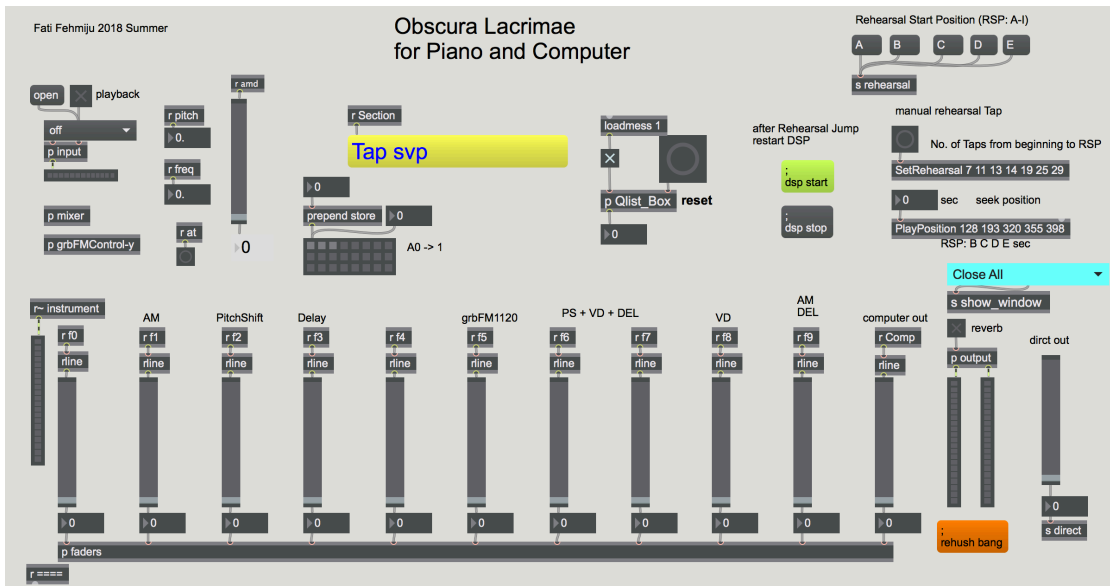 Fati Fehmiju 2018 Summer
Obscura Lacrimae
for Piano and Computer
Rehearsal Start Position (RSP: A-I)
A B C D E
s rehearsal
open
playback
off
p input
p mixer
p grbFMControl-y
r pitch
0.
r freq
0.
r at
r amd
0
r Section
Tap svp
0
prepend store
0
A0 -> 1
loadmess 1
p Qlist_Box
reset
0
after Rehearsal Jump
restart DSP
;
dsp start
;
dsp stop
manual rehearsal Tap
No. of Taps from beginning to RSP
SetRehearsal 7 11 13 14 19 25 29
0 sec seek position
PlayPosition 128 193 320 355 398
RSP: B C D E sec
Close All
s show_window
reverb
p output
dirct out
r~ instrument
AM PitchShift Delay grbFM1120 PS + VD + DEL VD
AM
DEL
computer out
r f0 r f1 r f2 r f3 r f4 r f5 r f6 r f7 r f8 r f9 r Comp
rline rline rline rline rline rline rline rline rline rline rline
0 0 0 0 0 0 0 0 0 0 0
p faders
r ====
;
rehush bang
0
s direct